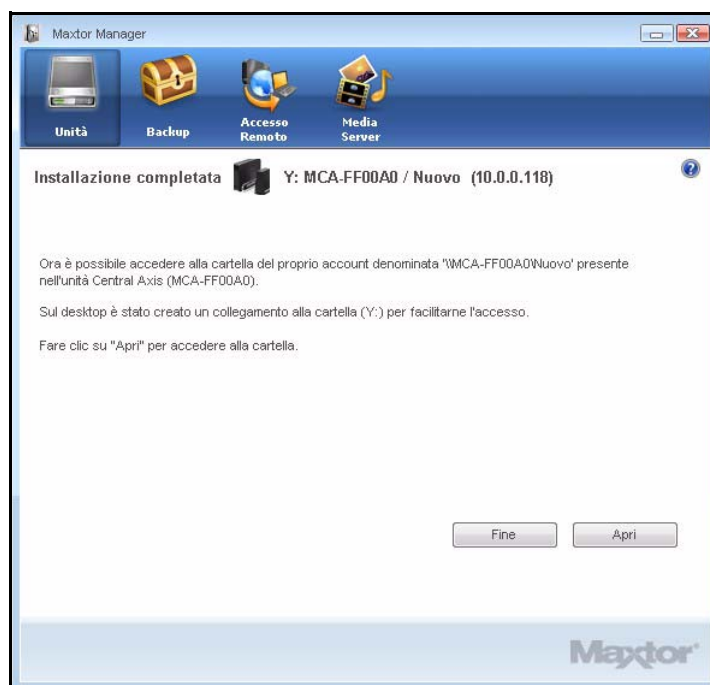 Maxtor Manager
Unità
Backup
Accesso
Remoto
Media
Server
Installazione completata Y: MCA-FF00A0 / Nuovo (10.0.0.118)
Ora è possibile accedere alla cartella del proprio account denominata '\\MCA-FF00A0\Nuovo' presente
nell'unità Central Axis (MCA-FF00A0).
Sul desktop è stato creato un collegamento alla cartella (Y:) per facilitarne l'accesso.
Fare clic su "Apri" per accedere alla cartella.
Fine
Apri
Maxtor